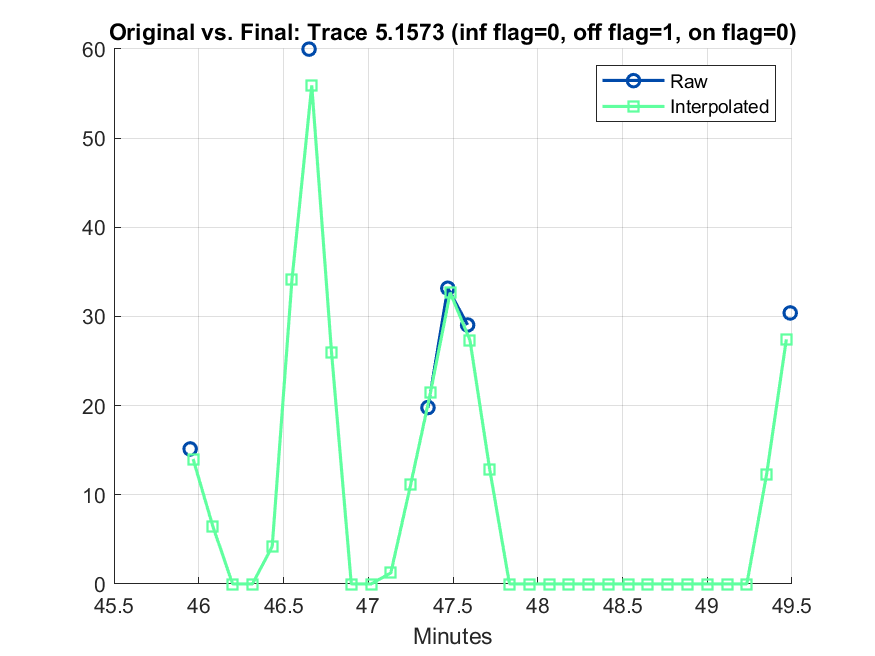 Original vs. Final: Trace 5.1573 (inf flag=0, off flag=1, on flag=0)
60
50
40
30
20
10
0
Raw
Interpolated
45.5 46 46.5 47 47.5 48 48.5 49 49.5
Minutes